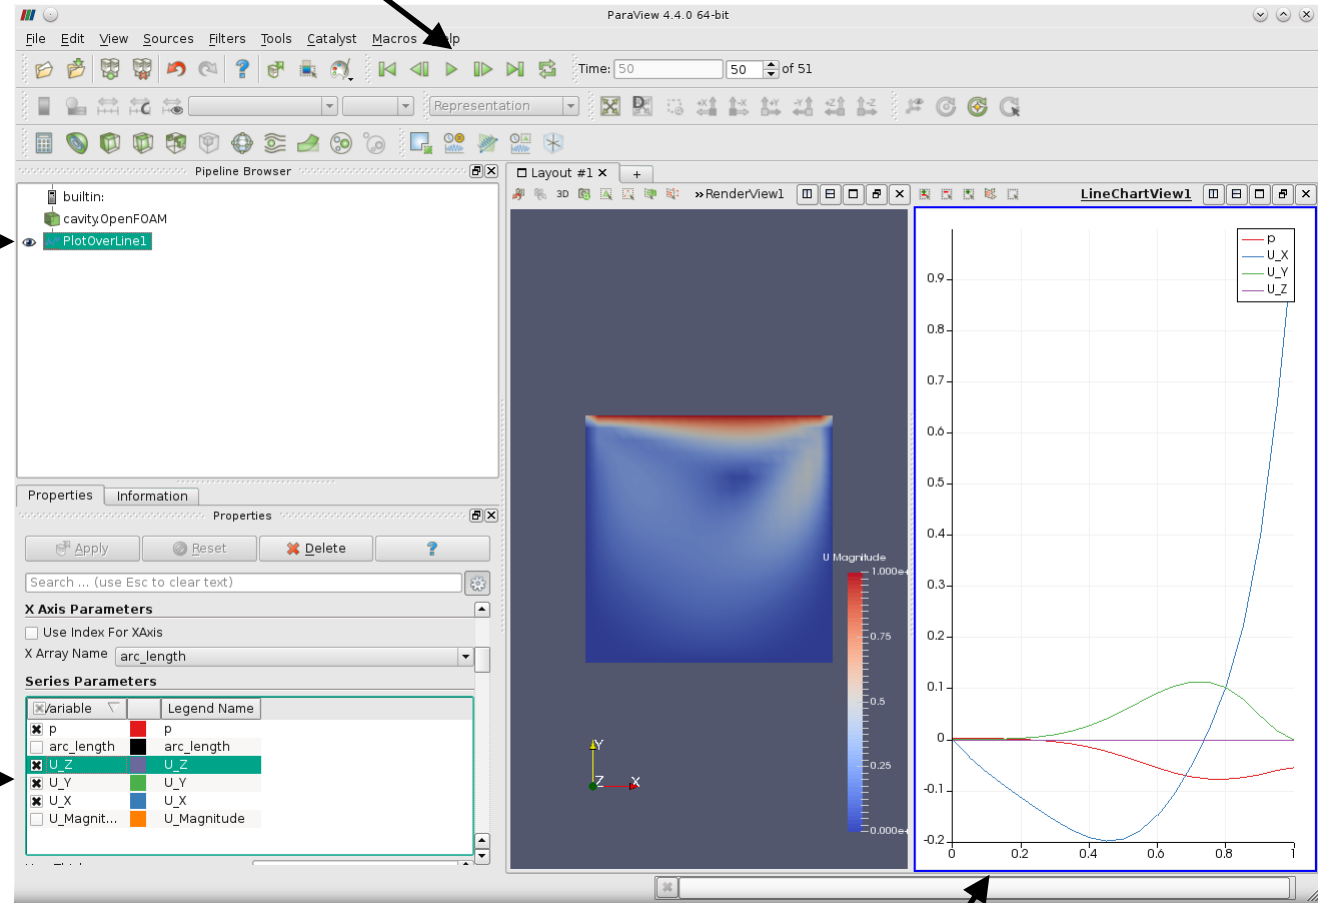 ParaView 4.4.0 64-bit
File Edit View Sources Filters Tools Catalyst Macros lp
Time: 50 50 of 51
Representation
Pipeline Browser
builtin:
cavity.OpenFOAM
PlotOverLine1
Properties Information
Properties
Apply Reset Delete ?
Search ... (use Esc to clear text)
X Axis Parameters
Use Index For XAxis
X Array Name arc_length
Series Parameters
Variable Legend Name
p p
arc_length arc_length
U_Z U_Z
U_Y U_Y
U_X U_X
U_Magnit... U_Magnitude
Layout #1 +
3D » RenderView1
U Magnitude
1.000e+
0.75
0.5
0.25
0.000e+
Y
Z X
LineChartView1
p
U_X
U_Y
U_Z
0.9
0.8
0.7
0.6
0.5
0.4
0.3
0.2
0.1
0
-0.1
-0.2
0 0.2 0.4 0.6 0.8 1